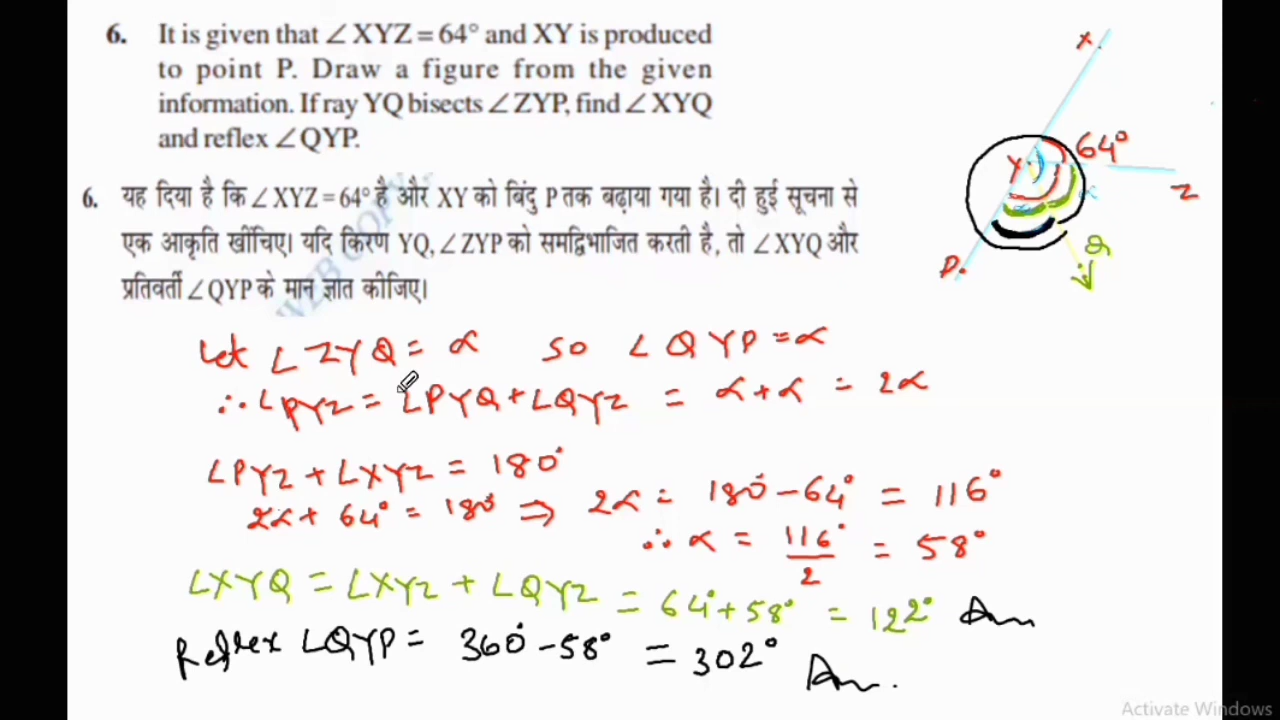 6. It is given that ∠XYZ = 64° and XY is produced
to point P. Draw a figure from the given
information. If ray YQ bisects ∠ZYP, find ∠XYQ
and reflex ∠QYP.
6. यह दिया है कि ∠XYZ = 64° है और XY को बिंदु P तक बढ़ाया गया है। दी हुई सूचना से
एक आकृति खींचिए। यदि किरण YQ, ∠ZYP को समद्विभाजित करती है, तो ∠XYQ और
प्रतिवर्ती ∠QYP के मान ज्ञात कीजिए।
X
Y
64°
Z
Q
P.
Let ∠ZYQ = α so ∠QYP = α
∴ ∠PYZ = ∠PYQ + ∠QYZ = α + α = 2α
∠PYZ + ∠XYZ = 180°
2α + 64° = 180° ⇒ 2α = 180° - 64° = 116°
∴ α = 116°/2 = 58°
∠XYQ = ∠XYZ + ∠QYZ = 64° + 58° = 122° An
Reflex ∠QYP = 360° - 58° = 302° An.
Activate Windows